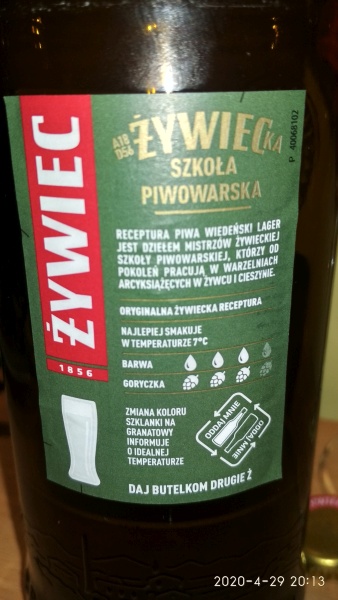 ŻYWIEC
1856
A18
DS6
ŻYWIECKA
SZKOŁA
PIWOWARSKA
P 40068102
RECEPTURA PIWA WIEDEŃSKI LAGER
JEST DZIEŁEM MISTRZÓW ŻYWIECKIEJ
SZKOŁY PIWOWARSKIEJ, KTÓRZY OD
POKOLEŃ PRACUJĄ W WARZELNIACH
ARCYKSIĄŻĘCYCH W ŻYWCU I CIESZYNIE.
ORYGINALNA ŻYWIECKA RECEPTURA
NAJLEPIEJ SMAKUJE
W TEMPERATURZE 7°C
BARWA
GORYCZKA
ZMIANA KOLORU
SZKLANKI NA
GRANATOWY
INFORMUJE
O IDEALNEJ
TEMPERATURZE
ODDAJ MNIE
ODDAJ MNIE
DAJ BUTELKOM DRUGIE Ż
2020-4-29 20:13